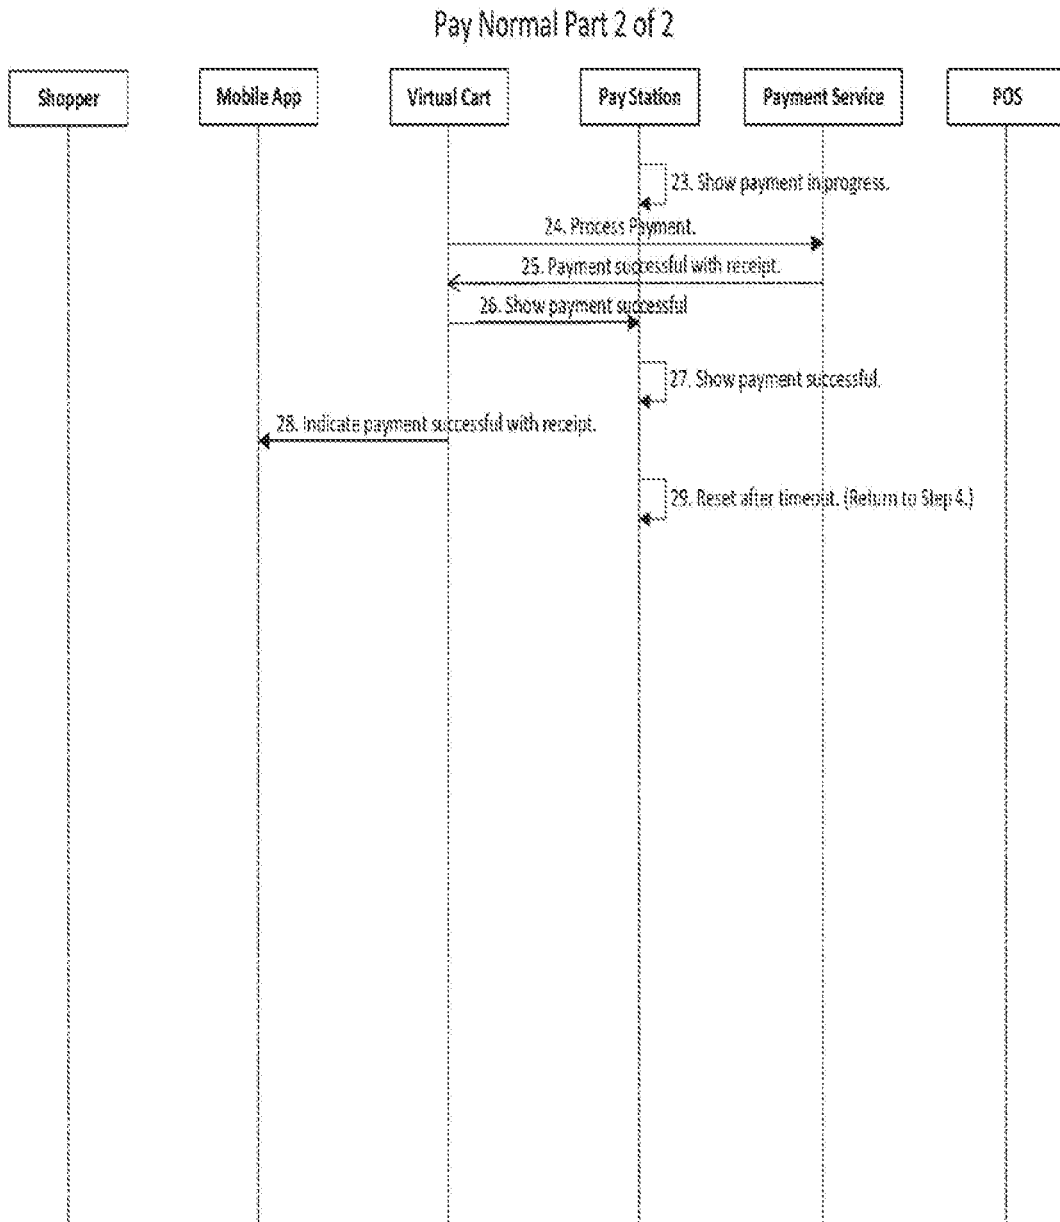 Pay Normal Part 2 of 2
Shopper
Mobile App
Virtual Cart
Pay Station
Payment Service
POS
23. Show payment in progress.
24. Process Payment.
25. Payment successful with receipt.
26. Show payment successful
27. Show payment successful.
28. Indicate payment successful with receipt.
29. Reset after timeout. (Return to Step 4.)